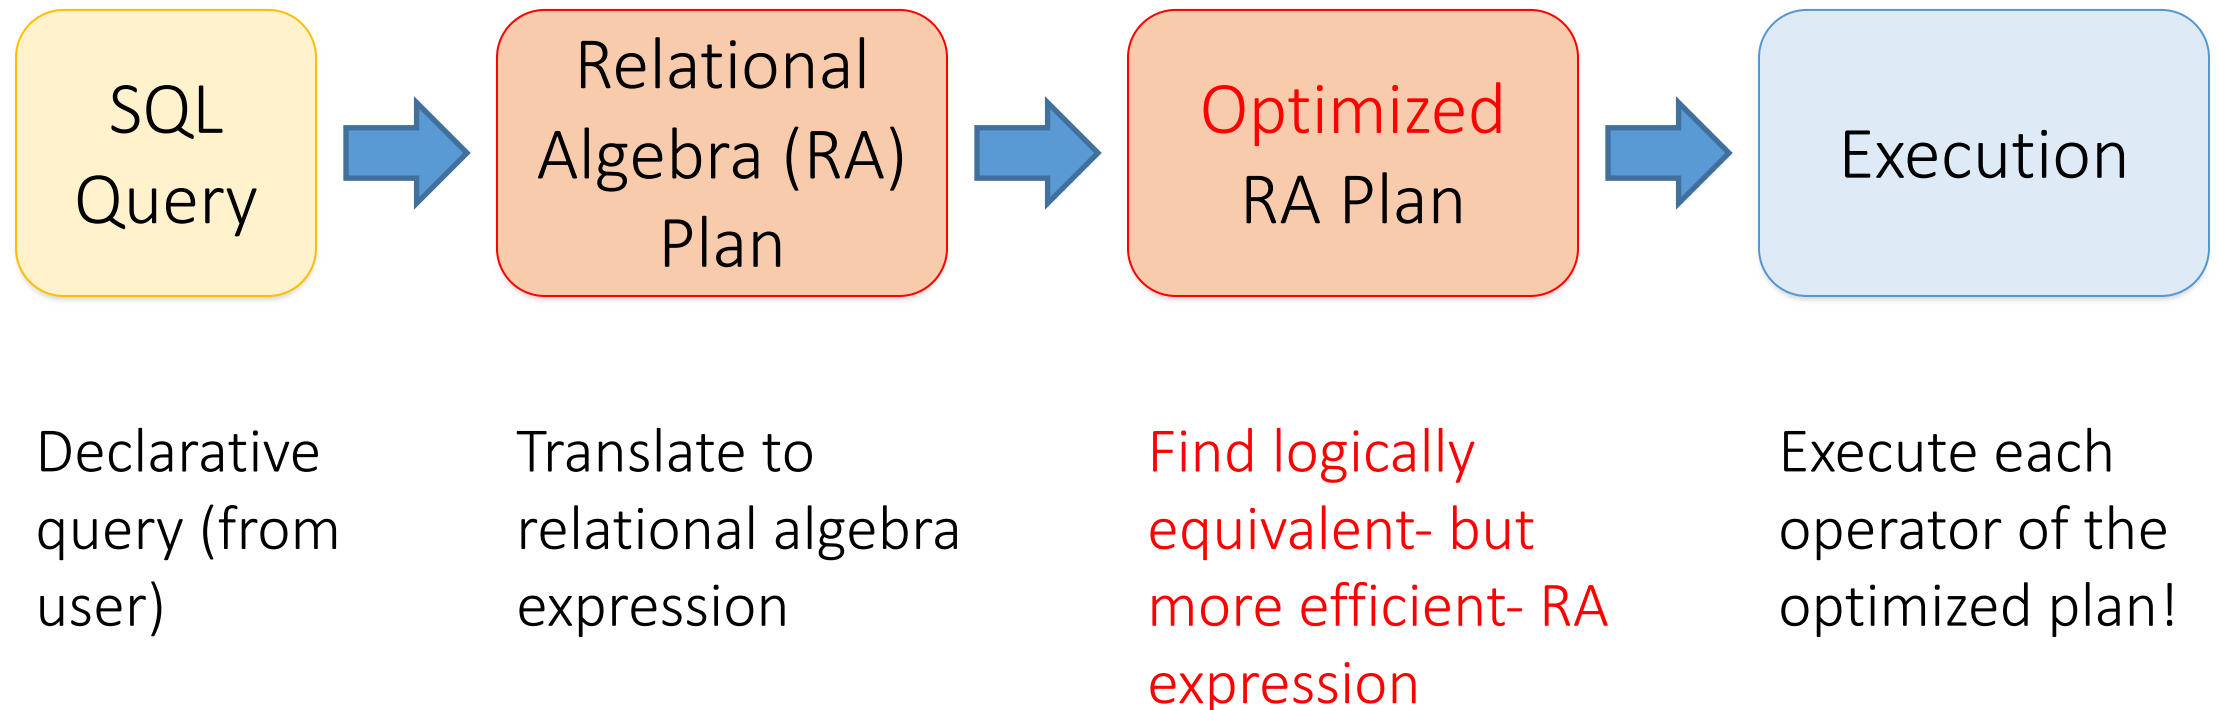 SQL
Query
Relational
Algebra (RA)
Plan
Optimized
RA Plan
Execution
Declarative
query (from
user)
Translate to
relational algebra
expression
Find logically
equivalent- but
more efficient- RA
expression
Execute each
operator of the
optimized plan!